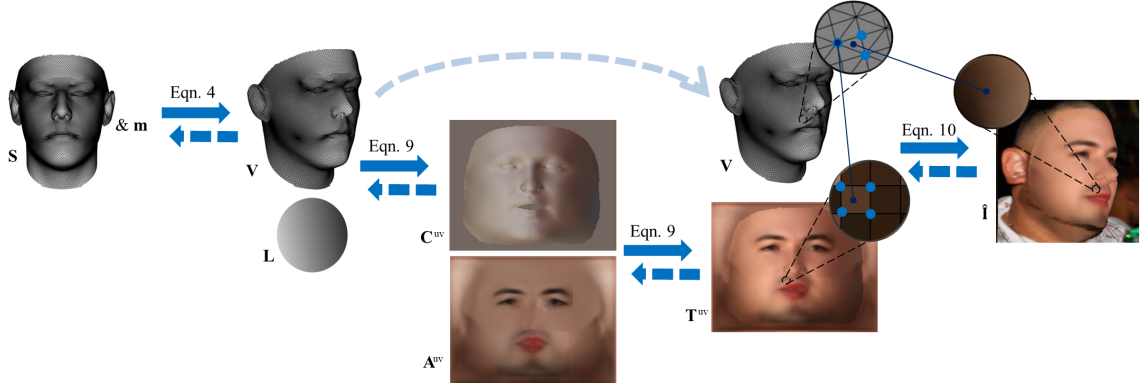 S
& m
Eqn. 4
V
L
Eqn. 9
C^uv
A^uv
Eqn. 9
T^uv
V
Eqn. 10
Î